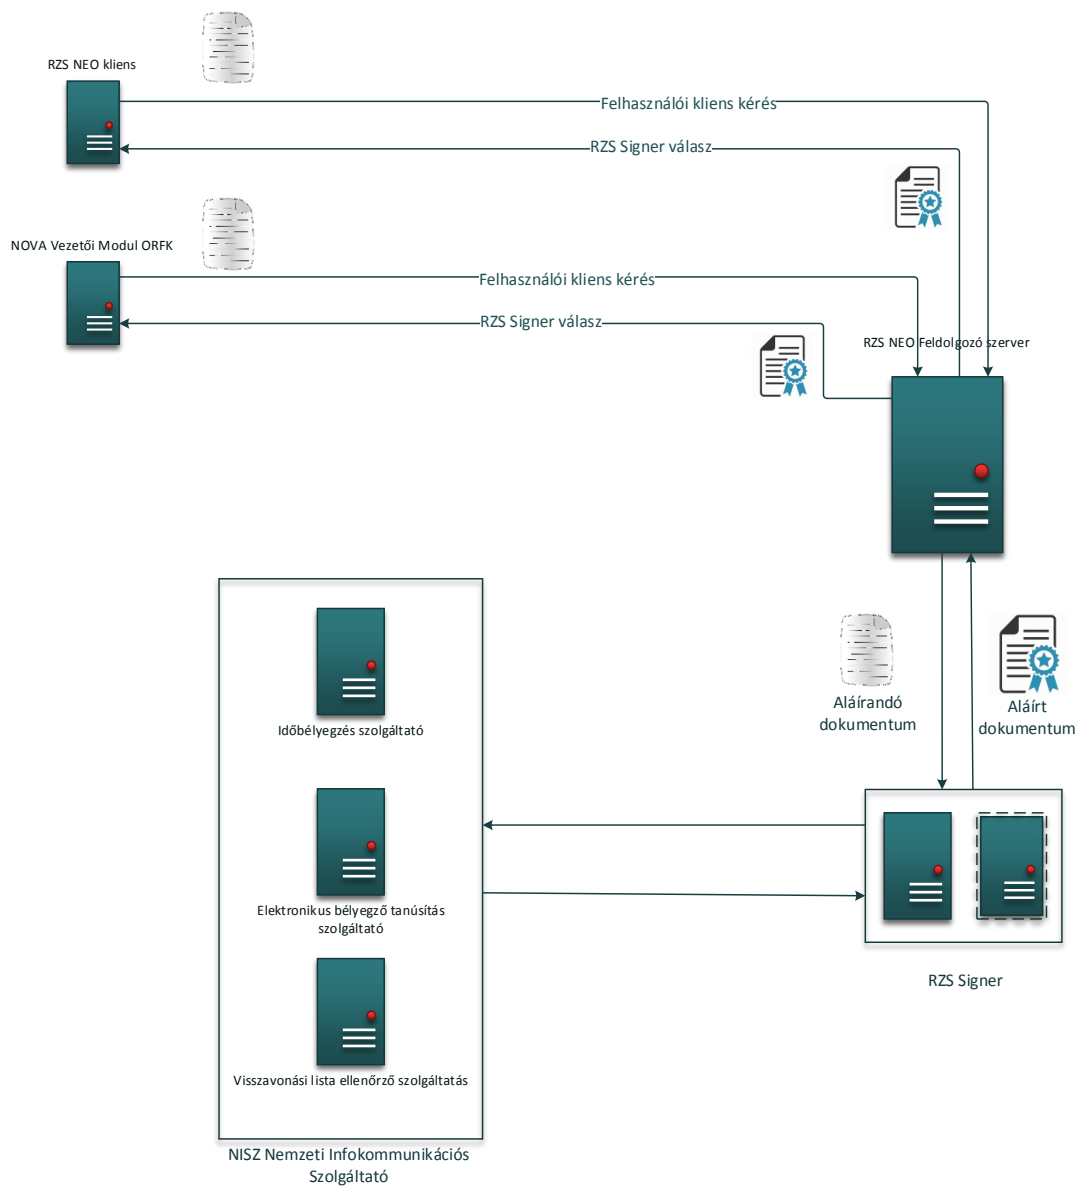 RZS NEO kliens
Felhasználói kliens kérés
RZS Signer válasz
NOVA Vezetői Modul ORFK
Felhasználói kliens kérés
RZS Signer válasz
RZS NEO Feldolgozó szerver
Aláírandó
dokumentum
Aláírt
dokumentum
Időbélyegzés szolgáltató
Elektronikus bélyegző tanúsítás
szolgáltató
RZS Signer
Visszavonási lista ellenőrző szolgáltatás
NISZ Nemzeti Infokommunikációs
Szolgáltató